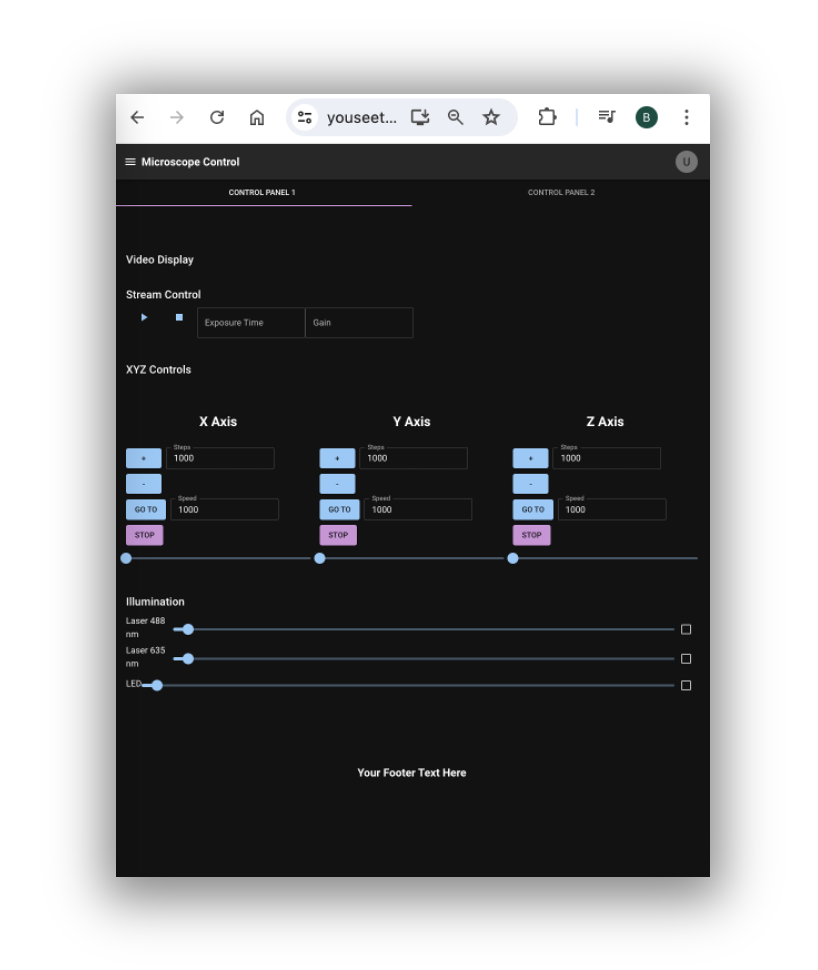 youseet...
B
Microscope Control
U
CONTROL PANEL 1
CONTROL PANEL 2
Video Display
Stream Control
Exposure Time
Gain
XYZ Controls
X Axis
Y Axis
Z Axis
Steps
Steps
Steps
+
1000
+
1000
+
1000
-
-
-
Speed
Speed
Speed
GO TO
1000
GO TO
1000
GO TO
1000
STOP
STOP
STOP
Illumination
Laser 488
nm
Laser 635
nm
LED
Your Footer Text Here